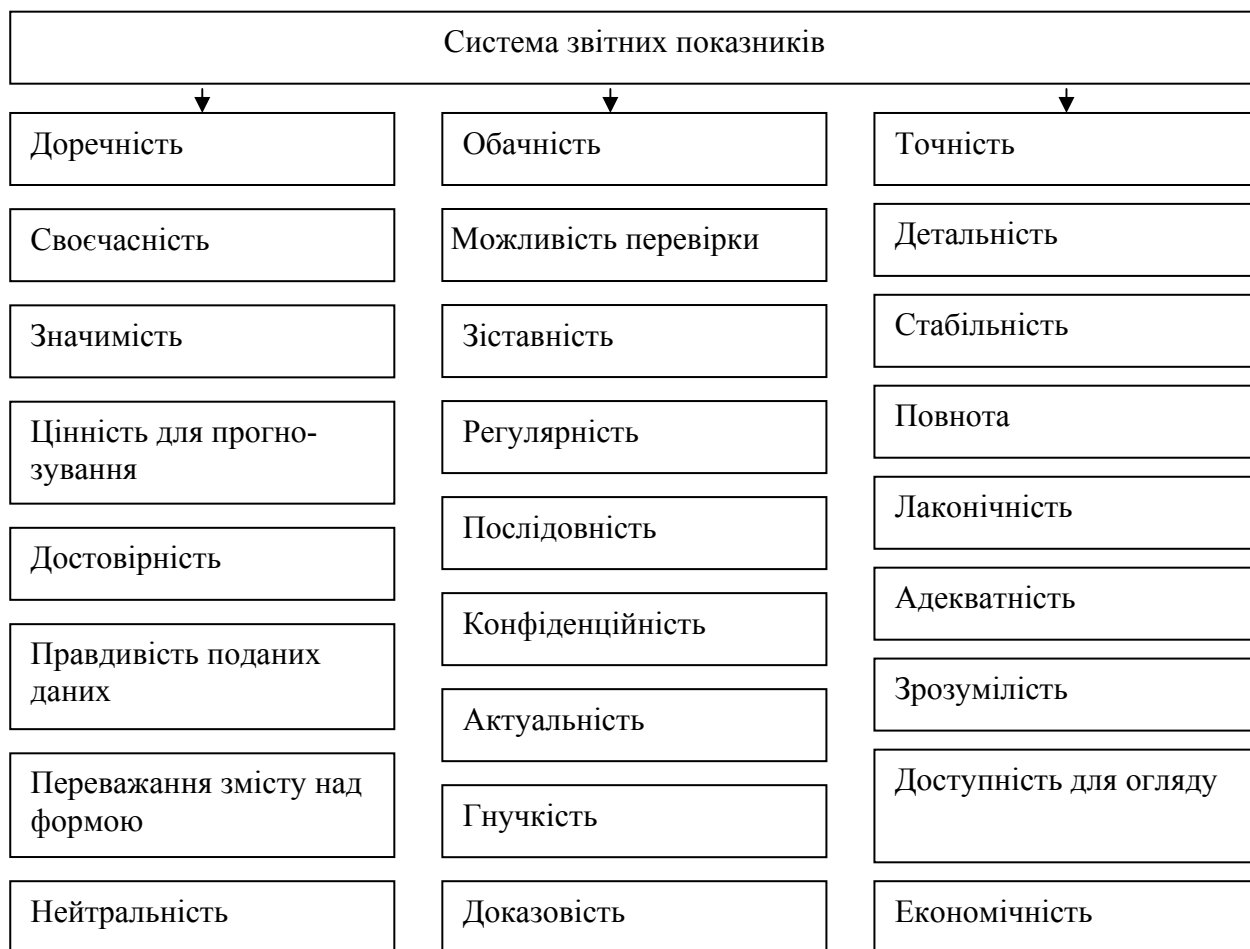 Система звітних показників
Доречність
Своєчасність
Значимість
Цінність для прогно-
зування
Достовірність
Правдивість поданих
даних
Переважання змісту над
формою
Нейтральність
Обачність
Можливість перевірки
Зіставність
Регулярність
Послідовність
Конфіденційність
Актуальність
Гнучкість
Доказовість
Точність
Детальність
Стабільність
Повнота
Лаконічність
Адекватність
Зрозумілість
Доступність для огляду
Економічність